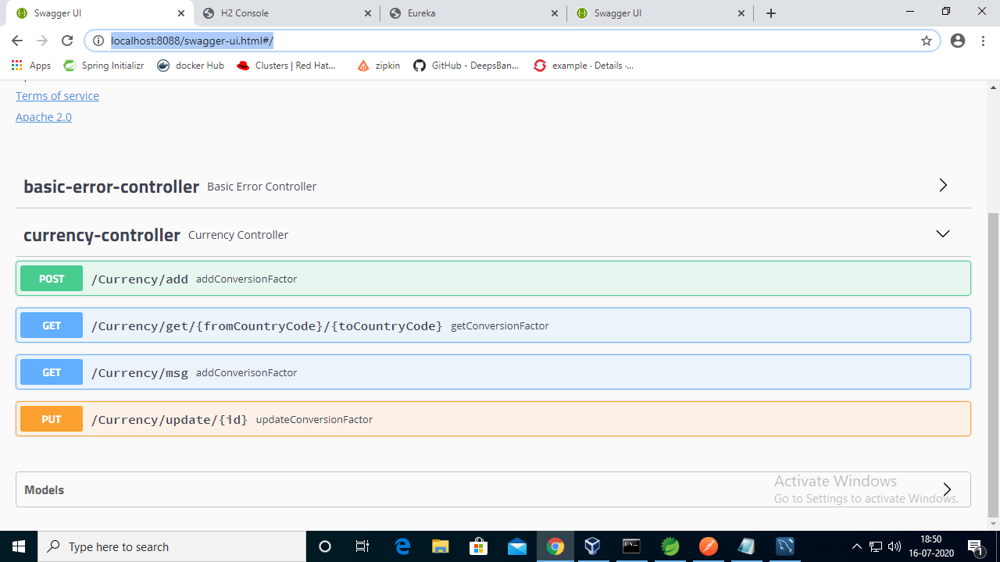 Swagger UI
H2 Console
Eureka
Swagger UI
localhost:8088/swagger-ui.html#/
Apps
Spring Initializr
docker Hub
Clusters | Red Hat...
zipkin
GitHub - DeepsBan...
example · Details ·...
Terms of service
Apache 2.0
basic-error-controller Basic Error Controller
currency-controller Currency Controller
POST /Currency/add addConversionFactor
GET /Currency/get/{fromCountryCode}/{toCountryCode} getConversionFactor
GET /Currency/msg addConverisonFactor
PUT /Currency/update/{id} updateConversionFactor
Models
Activate Windows
Go to Settings to activate Windows.
Type here to search
18:50
16-07-2020
1